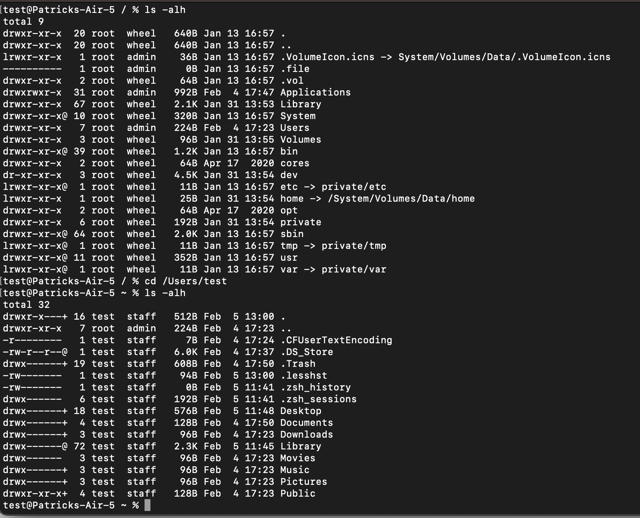 [test@Patricks-Air-5 / % ls -alh
total 9
drwxr-xr-x  20 root  wheel   640B Jan 13 16:57 .
drwxr-xr-x  20 root  wheel   640B Jan 13 16:57 ..
lrwxr-xr-x   1 root  admin    36B Jan 13 16:57 .VolumeIcon.icns -> System/Volumes/Data/.VolumeIcon.icns
----------   1 root  admin     0B Jan 13 16:57 .file
drwxr-xr-x   2 root  wheel    64B Jan 13 16:57 .vol
drwxrwxr-x  31 root  admin   992B Feb  4 17:47 Applications
drwxr-xr-x  67 root  wheel   2.1K Jan 31 13:53 Library
drwxr-xr-x@ 10 root  wheel   320B Jan 13 16:57 System
drwxr-xr-x   7 root  admin   224B Feb  4 17:23 Users
drwxr-xr-x   3 root  wheel    96B Jan 31 13:55 Volumes
drwxr-xr-x@ 39 root  wheel   1.2K Jan 13 16:57 bin
drwxr-xr-x   2 root  wheel    64B Apr 17  2020 cores
dr-xr-xr-x   3 root  wheel   4.5K Jan 31 13:54 dev
lrwxr-xr-x@  1 root  wheel    11B Jan 13 16:57 etc -> private/etc
lrwxr-xr-x   1 root  wheel    25B Jan 31 13:54 home -> /System/Volumes/Data/home
drwxr-xr-x   2 root  wheel    64B Apr 17  2020 opt
drwxr-xr-x   6 root  wheel   192B Jan 31 13:54 private
drwxr-xr-x@ 64 root  wheel   2.0K Jan 13 16:57 sbin
lrwxr-xr-x@  1 root  wheel    11B Jan 13 16:57 tmp -> private/tmp
drwxr-xr-x@ 11 root  wheel   352B Jan 13 16:57 usr
lrwxr-xr-x@  1 root  wheel    11B Jan 13 16:57 var -> private/var
[test@Patricks-Air-5 / % cd /Users/test
[test@Patricks-Air-5 ~ % ls -alh
total 32
drwxr-x---+ 16 test  staff   512B Feb  5 13:00 .
drwxr-xr-x   7 root  admin   224B Feb  4 17:23 ..
-r--------   1 test  staff     7B Feb  4 17:24 .CFUserTextEncoding
-rw-r--r--@  1 test  staff   6.0K Feb  4 17:37 .DS_Store
drwx------+ 19 test  staff   608B Feb  4 17:50 .Trash
-rw-------   1 test  staff    94B Feb  5 13:00 .lesshst
-rw-------   1 test  staff     0B Feb  5 11:41 .zsh_history
drwx------   6 test  staff   192B Feb  5 11:41 .zsh_sessions
drwx------+ 18 test  staff   576B Feb  5 11:48 Desktop
drwx------+  4 test  staff   128B Feb  4 17:50 Documents
drwx------+  3 test  staff    96B Feb  4 17:23 Downloads
drwx------@ 72 test  staff   2.3K Feb  5 11:45 Library
drwx------   3 test  staff    96B Feb  4 17:23 Movies
drwx------+  3 test  staff    96B Feb  4 17:23 Music
drwx------+  3 test  staff    96B Feb  4 17:23 Pictures
drwxr-xr-x+  4 test  staff   128B Feb  4 17:23 Public
test@Patricks-Air-5 ~ %